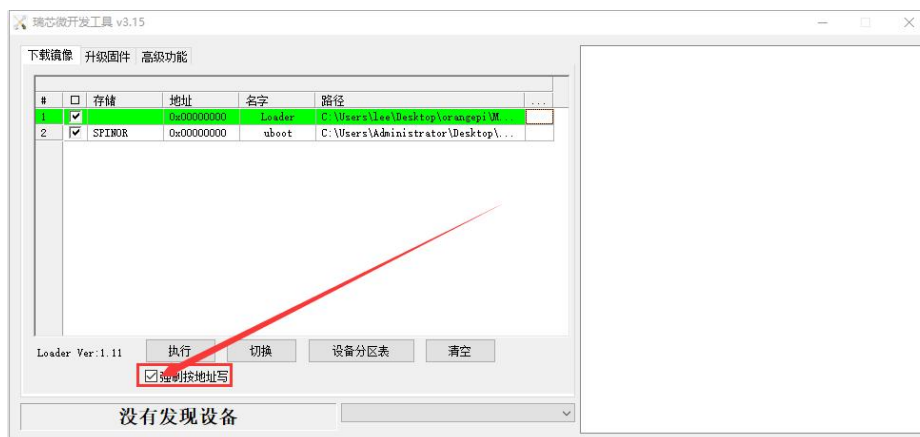 瑞芯微开发工具 v3.15
下载镜像 升级固件 高级功能
# 存储 地址 名字 路径 ...
1 0x00000000 Loader C:\Users\lee\Desktop\orangepi\M...
2 SPINOR 0x00000000 uboot C:\Users\Administrator\Desktop\...
Loader Ver:1.11 执行 切换 设备分区表 清空
强制按地址写
没有发现设备